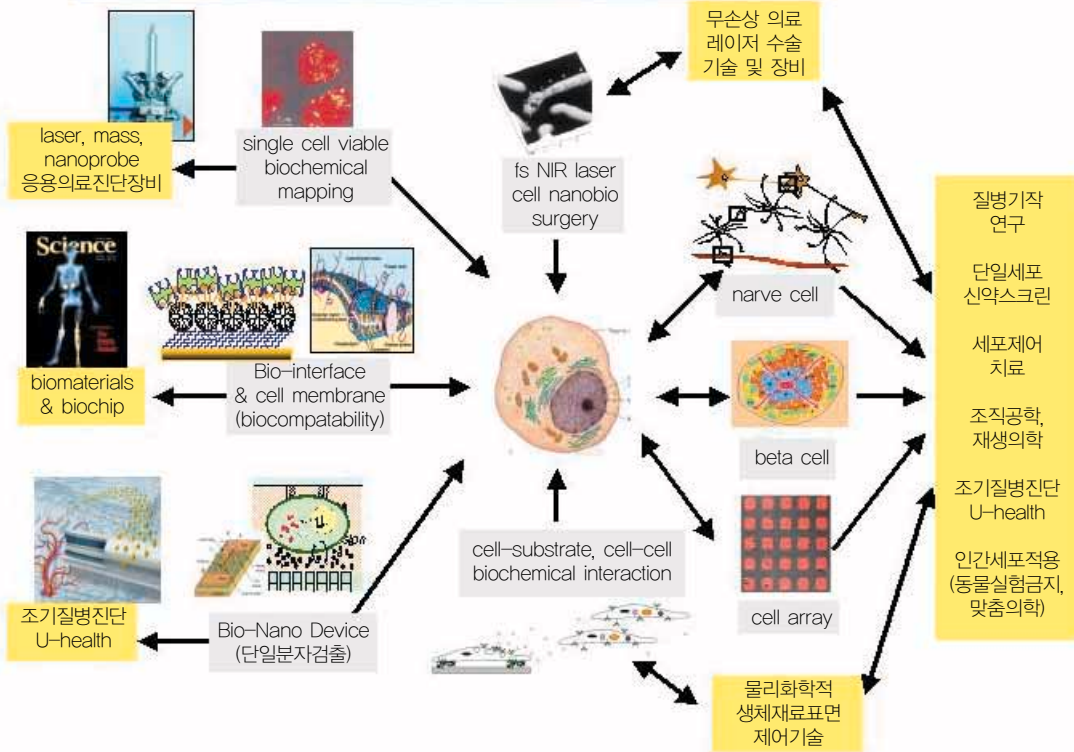 무손상 의료
레이저 수술
기술 및 장비
laser, mass,
nanoprobe
응용의료진단장비
single cell viable
biochemical
mapping
fs NIR laser
cell nanobio
surgery
narve cell
질병기작
연구
단일세포
신약스크린
세포제어
치료
조직공학,
재생의학
조기질병진단
U-health
인간세포적용
(동물실험금지,
맞춤의학)
Science
biomaterials
& biochip
Bio-interface
& cell membrane
(biocompatability)
beta cell
조기질병진단
U-health
Bio-Nano Device
(단일분자검출)
cell-substrate, cell-cell
biochemical interaction
cell array
물리화학적
생체재료표면
제어기술